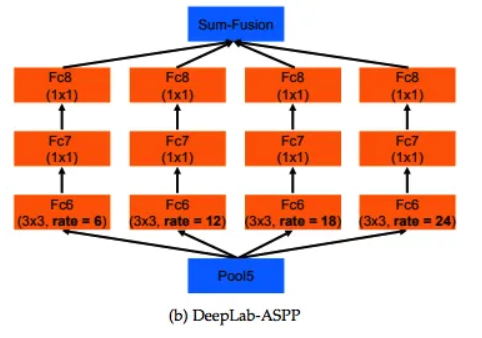 Sum-Fusion
Fc8 Fc8 Fc8 Fc8
(1x1) (1x1) (1x1) (1x1)
Fc7 Fc7 Fc7 Fc7
(1x1) (1x1) (1x1) (1x1)
Fc6 Fc6 Fc6 Fc6
(3x3, rate = 6) (3x3, rate = 12) (3x3, rate = 18) (3x3, rate = 24)
Pool5
(b) DeepLab-ASPP